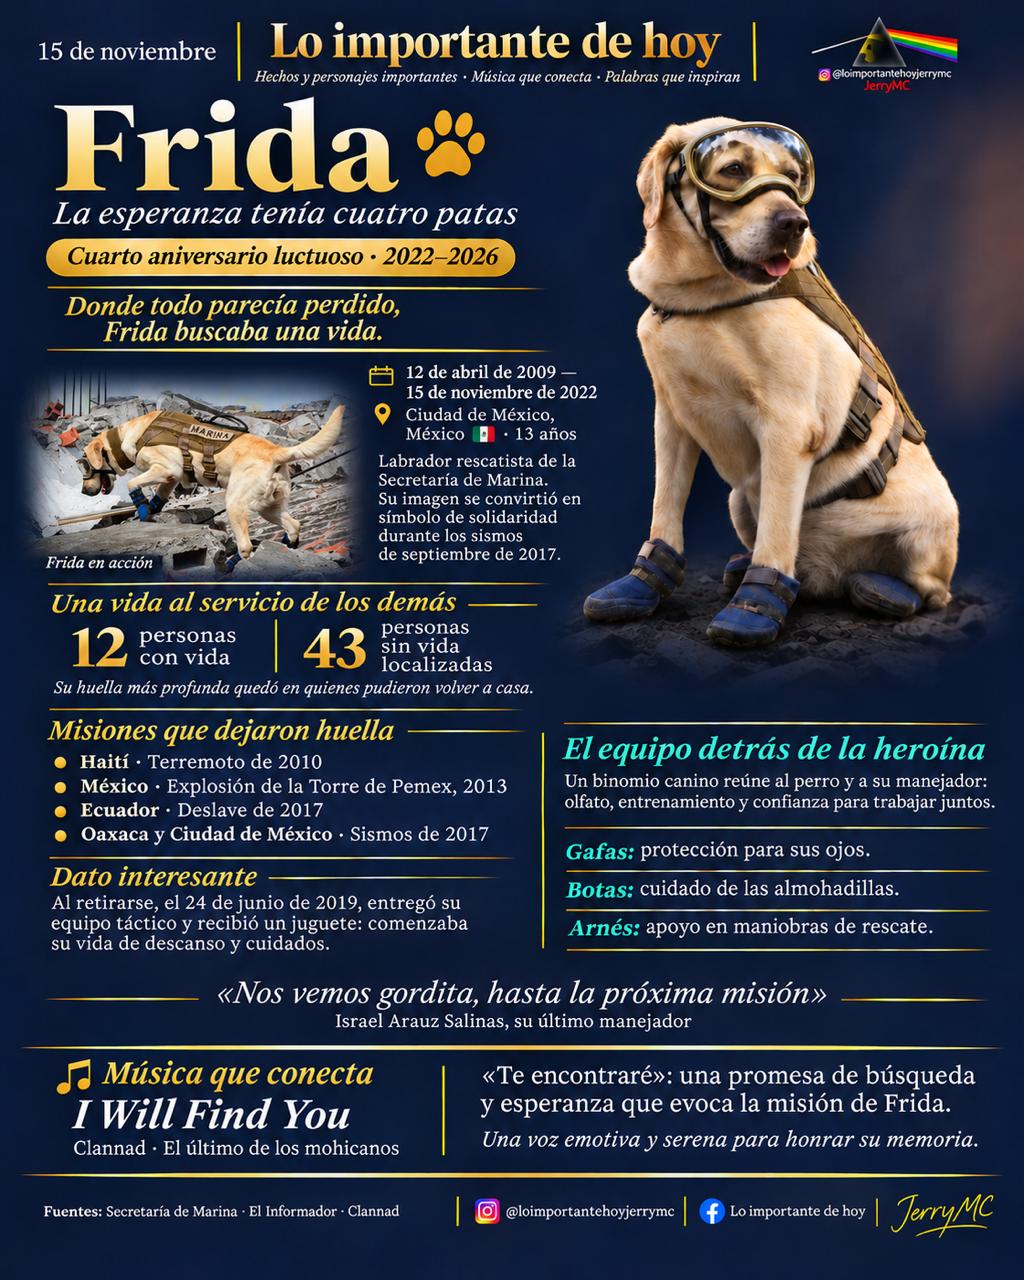 15 de noviembre
Lo importante de hoy
Hechos y personajes importantes · Música que conecta · Palabras que inspiran
@loimportantehoyjerrymc
JerryMC
Frida
La esperanza tenía cuatro patas
Cuarto aniversario luctuoso · 2022–2026
Donde todo parecía perdido,
Frida buscaba una vida.
12 de abril de 2009 —
15 de noviembre de 2022
Ciudad de México,
México · 13 años
Labrador rescatista de la
Secretaría de Marina.
Su imagen se convirtió en
símbolo de solidaridad
durante los sismos
de septiembre de 2017.
MARINA
Frida en acción
Una vida al servicio de los demás
12 personas
con vida
43 personas
sin vida
localizadas
Su huella más profunda quedó en quienes pudieron volver a casa.
Misiones que dejaron huella
Haití · Terremoto de 2010
México · Explosión de la Torre de Pemex, 2013
Ecuador · Deslave de 2017
Oaxaca y Ciudad de México · Sismos de 2017
Dato interesante
Al retirarse, el 24 de junio de 2019, entregó su
equipo táctico y recibió un juguete: comenzaba
su vida de descanso y cuidados.
El equipo detrás de la heroína
Un binomio canino reúne al perro y a su manejador:
olfato, entrenamiento y confianza para trabajar juntos.
Gafas: protección para sus ojos.
Botas: cuidado de las almohadillas.
Arnés: apoyo en maniobras de rescate.
«Nos vemos gordita, hasta la próxima misión»
Israel Arauz Salinas, su último manejador
Música que conecta
I Will Find You
Clannad · El último de los mohicanos
«Te encontraré»: una promesa de búsqueda
y esperanza que evoca la misión de Frida.
Una voz emotiva y serena para honrar su memoria.
Fuentes: Secretaría de Marina · El Informador · Clannad
@loimportantehoyjerrymc
Lo importante de hoy
JerryMC